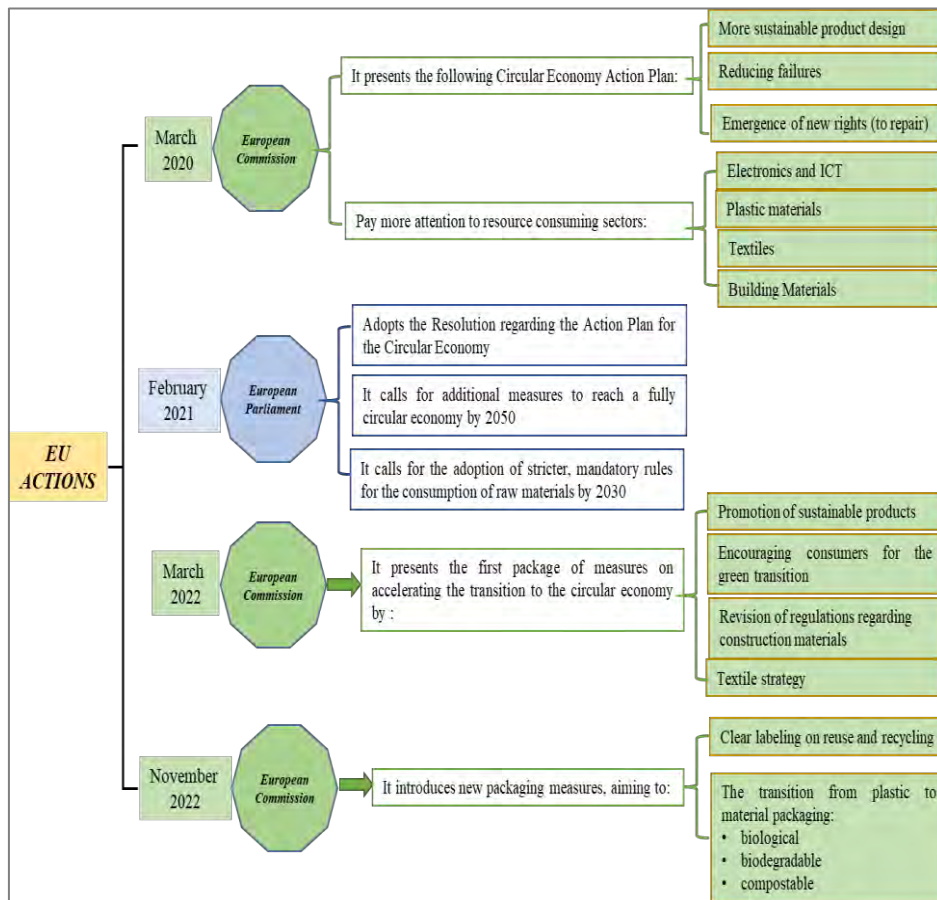 EU
ACTIONS
March
2020
European
Commission
It presents the following Circular Economy Action Plan:
More sustainable product design
Reducing failures
Emergence of new rights (to repair)
Pay more attention to resource consuming sectors:
Electronics and ICT
Plastic materials
Textiles
Building Materials
February
2021
European
Parliament
Adopts the Resolution regarding the Action Plan for
the Circular Economy
It calls for additional measures to reach a fully
circular economy by 2050
It calls for the adoption of stricter, mandatory rules
for the consumption of raw materials by 2030
March
2022
European
Commission
It presents the first package of measures on
accelerating the transition to the circular economy
by :
Promotion of sustainable products
Encouraging consumers for the
green transition
Revision of regulations regarding
construction materials
Textile strategy
November
2022
European
Commission
It introduces new packaging measures, aiming to:
Clear labeling on reuse and recycling
The transition from plastic to
material packaging:
• biological
• biodegradable
• compostable